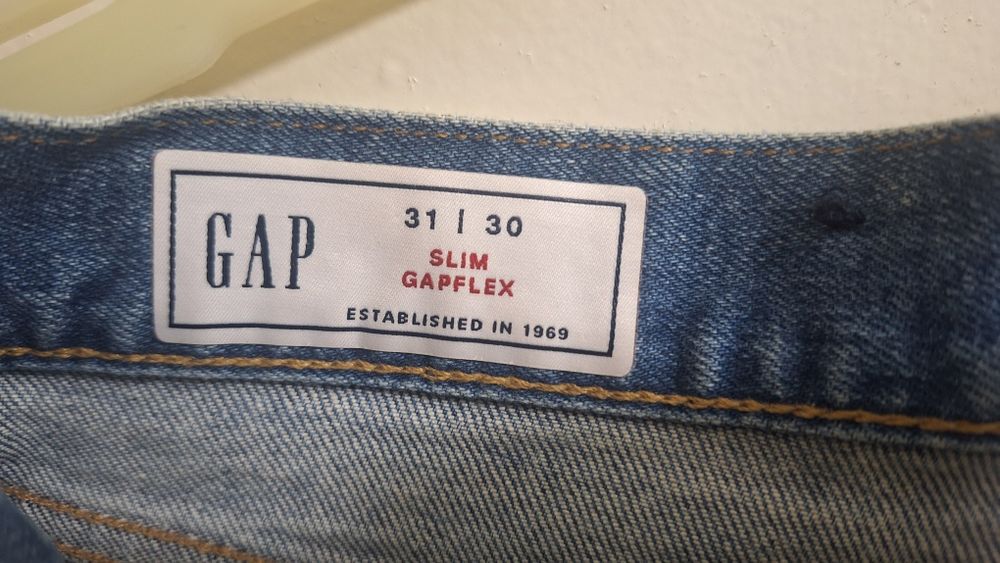 GAP
31 | 30
SLIM
GAPFLEX
ESTABLISHED IN 1969